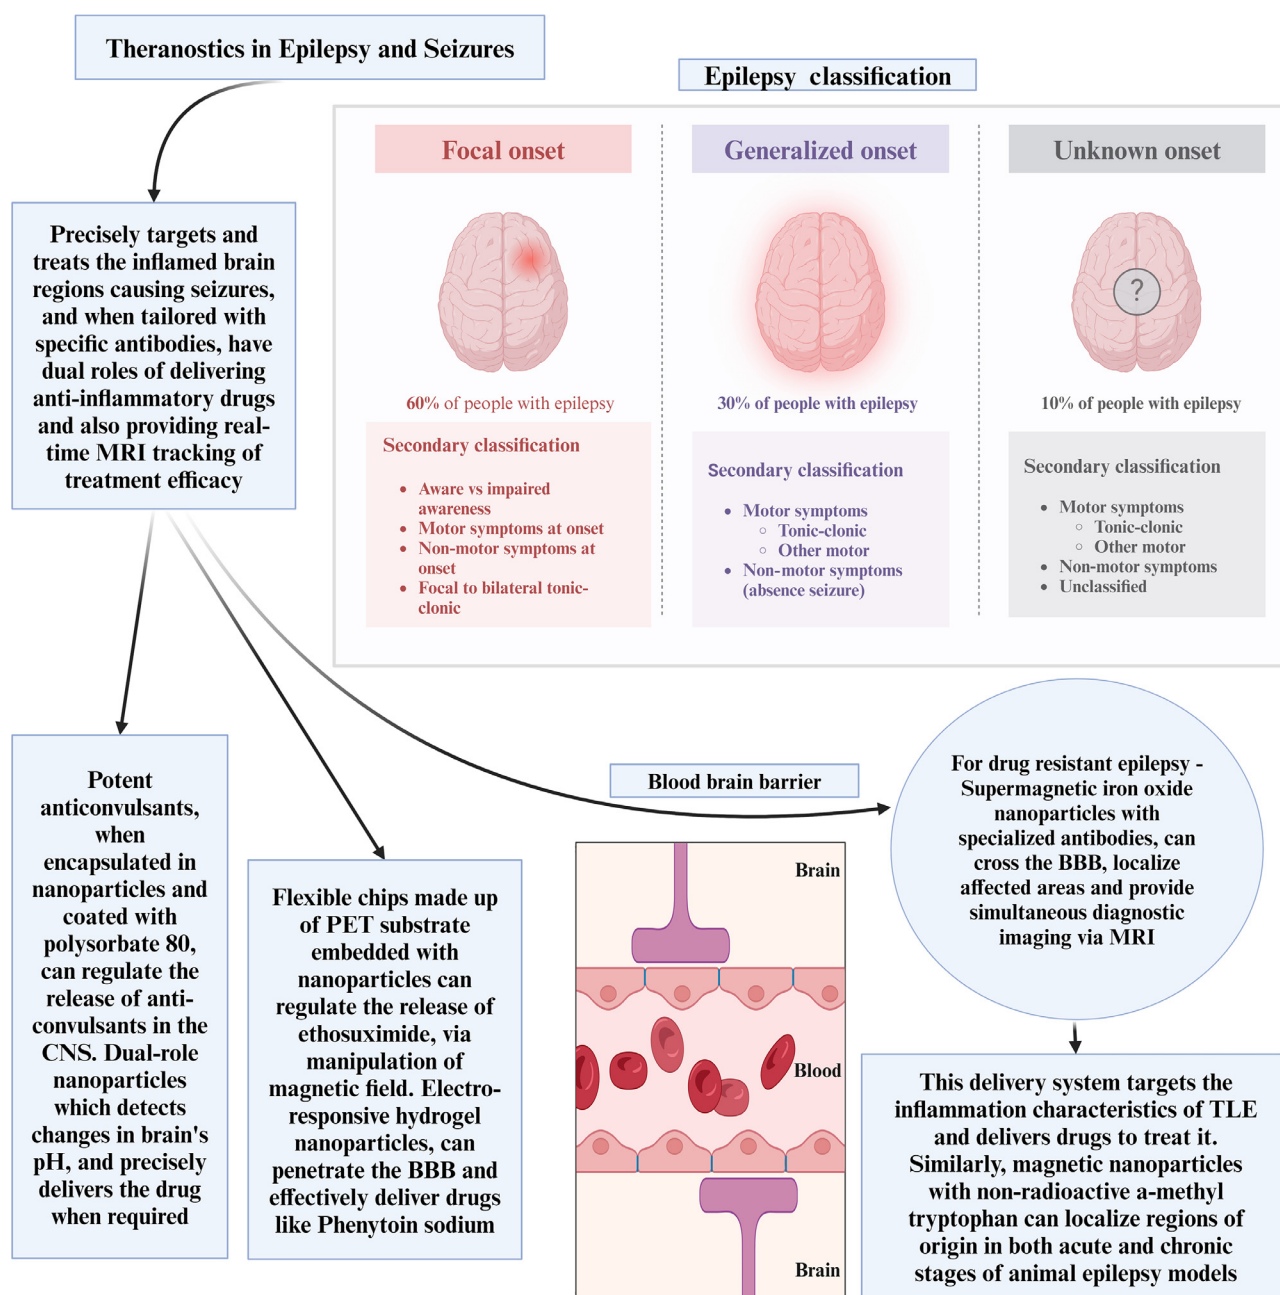 Theranostics in Epilepsy and Seizures
Epilepsy classification
Precisely targets and
treats the inflamed brain
regions causing seizures,
and when tailored with
specific antibodies, have
dual roles of delivering
anti-inflammatory drugs
and also providing real-
time MRI tracking of
treatment efficacy
Focal onset
60% of people with epilepsy
Secondary classification
• Aware vs impaired
awareness
• Motor symptoms at onset
• Non-motor symptoms at
onset
• Focal to bilateral tonic-
clonic
Generalized onset
30% of people with epilepsy
Secondary classification
• Motor symptoms
○ Tonic-clonic
○ Other motor
• Non-motor symptoms
(absence seizure)
Unknown onset
?
10% of people with epilepsy
Secondary classification
• Motor symptoms
○ Tonic-clonic
○ Other motor
• Non-motor symptoms
• Unclassified
Potent
anticonvulsants,
when
encapsulated in
nanoparticles and
coated with
polysorbate 80,
can regulate the
release of anti-
convulsants in the
CNS. Dual-role
nanoparticles
which detects
changes in brain's
pH, and precisely
delivers the drug
when required
Flexible chips made up
of PET substrate
embedded with
nanoparticles can
regulate the release of
ethosuximide, via
manipulation of
magnetic field. Electro-
responsive hydrogel
nanoparticles, can
penetrate the BBB and
effectively deliver drugs
like Phenytoin sodium
Blood brain barrier
Brain
Blood
Brain
For drug resistant epilepsy -
Supermagnetic iron oxide
nanoparticles with
specialized antibodies, can
cross the BBB, localize
affected areas and provide
simultaneous diagnostic
imaging via MRI
This delivery system targets the
inflammation characteristics of TLE
and delivers drugs to treat it.
Similarly, magnetic nanoparticles
with non-radioactive a-methyl
tryptophan can localize regions of
origin in both acute and chronic
stages of animal epilepsy models